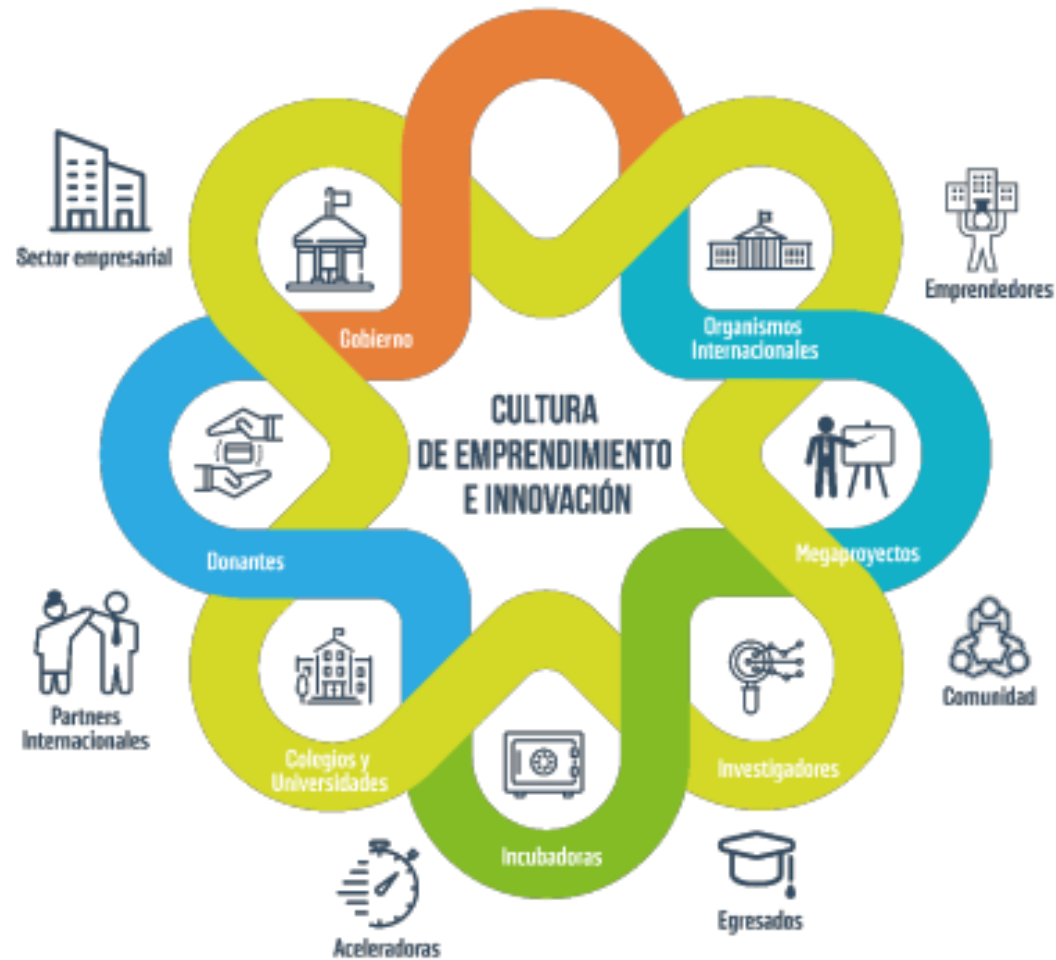 Sector empresarial
Emprendedores
Gobierno
Organismos
Internacionales
CULTURA
DE EMPRENDIMIENTO
E INNOVACIÓN
Donantes
Megaproyectos
Partners
Internacionales
Comunidad
Colegios y
Universidades
Investigadores
Incubadoras
Aceleradoras
Egresados